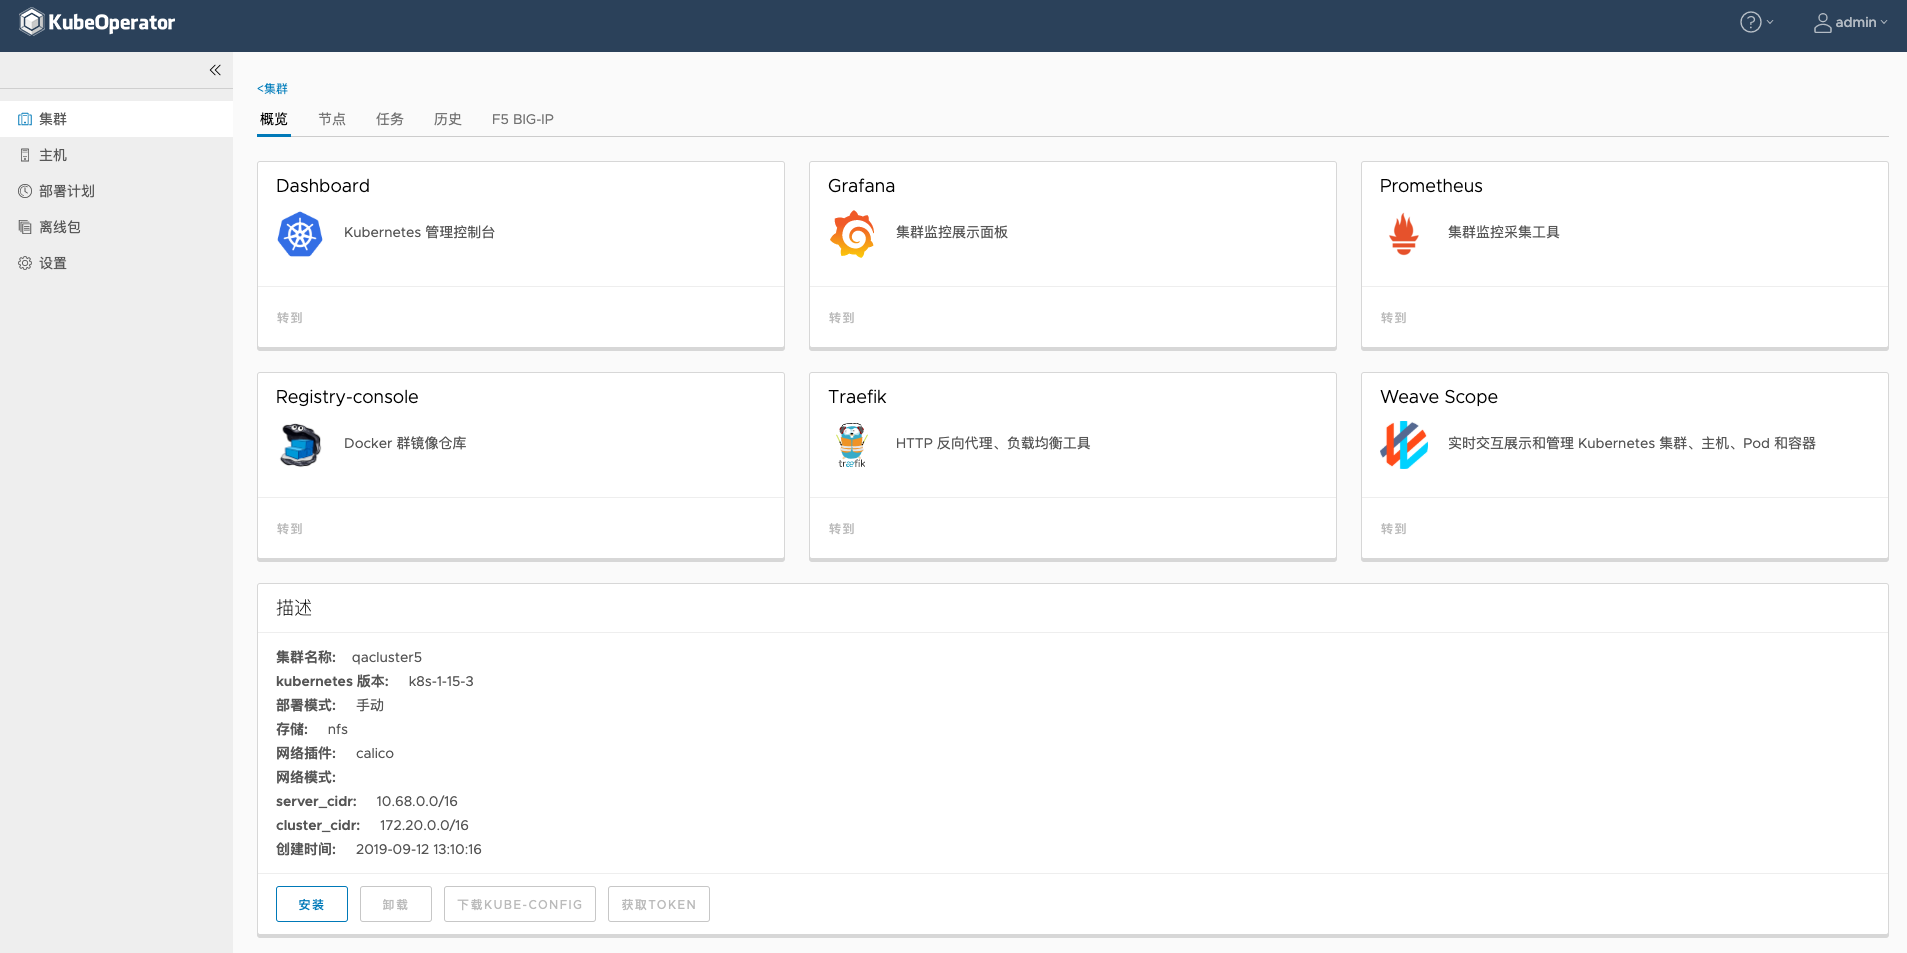 KubeOperator
? admin
<集群
集群
主机
部署计划
离线包
设置
概览 节点 任务 历史 F5 BIG-IP
Dashboard
Kubernetes 管理控制台
转到
Grafana
集群监控展示面板
转到
Prometheus
集群监控采集工具
转到
Registry-console
Docker 群镜像仓库
转到
Traefik
træfik
HTTP 反向代理、负载均衡工具
转到
Weave Scope
实时交互展示和管理 Kubernetes 集群、主机、Pod 和容器
转到
描述
集群名称: qacluster5
kubernetes 版本: k8s-1-15-3
部署模式: 手动
存储: nfs
网络插件: calico
网络模式:
server_cidr: 10.68.0.0/16
cluster_cidr: 172.20.0.0/16
创建时间: 2019-09-12 13:10:16
安装 卸载 下载KUBE-CONFIG 获取TOKEN